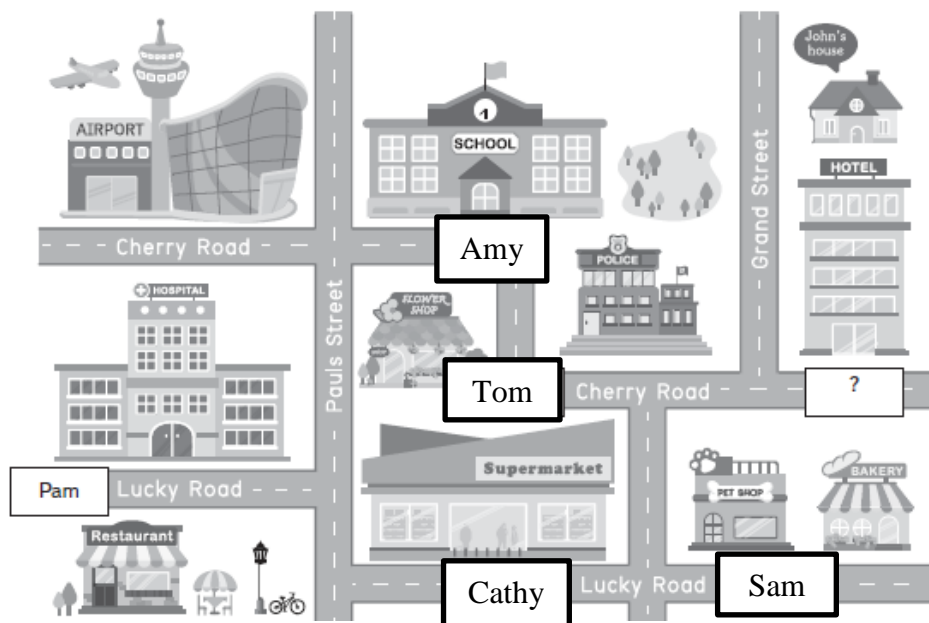 John's
house
AIRPORT
1
SCHOOL
HOTEL
Grand Street
Cherry Road
Amy
POLICE
HOSPITAL
FLOWER
SHOP
Pauls Street
Tom
Cherry Road
?
Supermarket
Pam
Lucky Road
PET SHOP
BAKERY
Restaurant
Cathy
Lucky Road
Sam